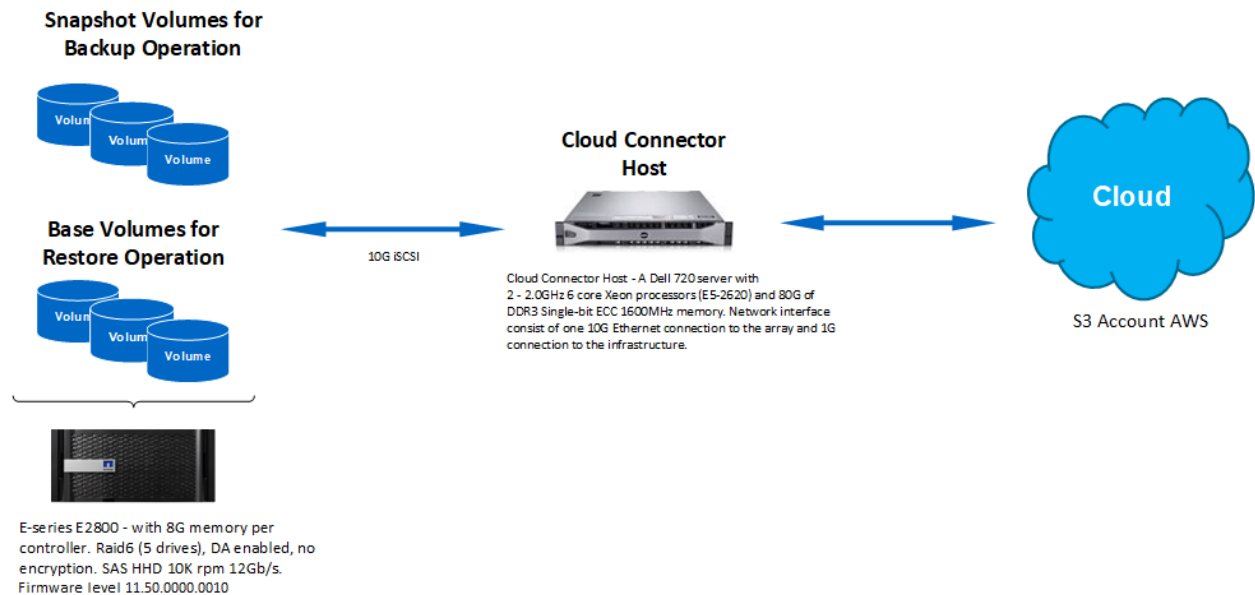 Snapshot Volumes for
Backup Operation
Volum
Volum
Volume
Base Volumes for
Restore Operation
Volum
Volum
Volume
E-series E2800 - with 8G memory per
controller. Raid6 (5 drives), DA enabled, no
encryption. SAS HHD 10K rpm 12Gb/s.
Firmware level 11.50.0000.0010
10G iSCSI
Cloud Connector
Host
Cloud Connector Host - A Dell 720 server with
2 - 2.0GHz 6 core Xeon processors (E5-2620) and 80G of
DDR3 Single-bit ECC 1600MHz memory. Network interface
consist of one 10G Ethernet connection to the array and 1G
connection to the infrastructure.
Cloud
S3 Account AWS